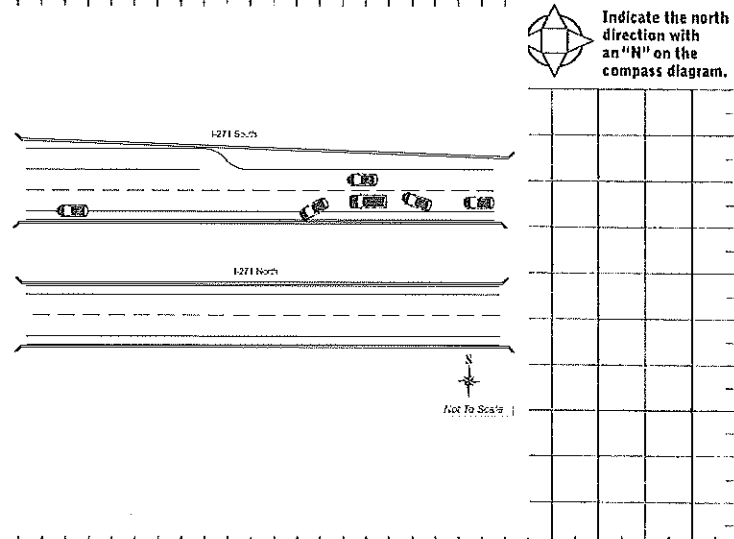 Indicate the north
direction with
an "N" on the
compass diagram.
I-271 South
I-271 North
N
Not To Scale